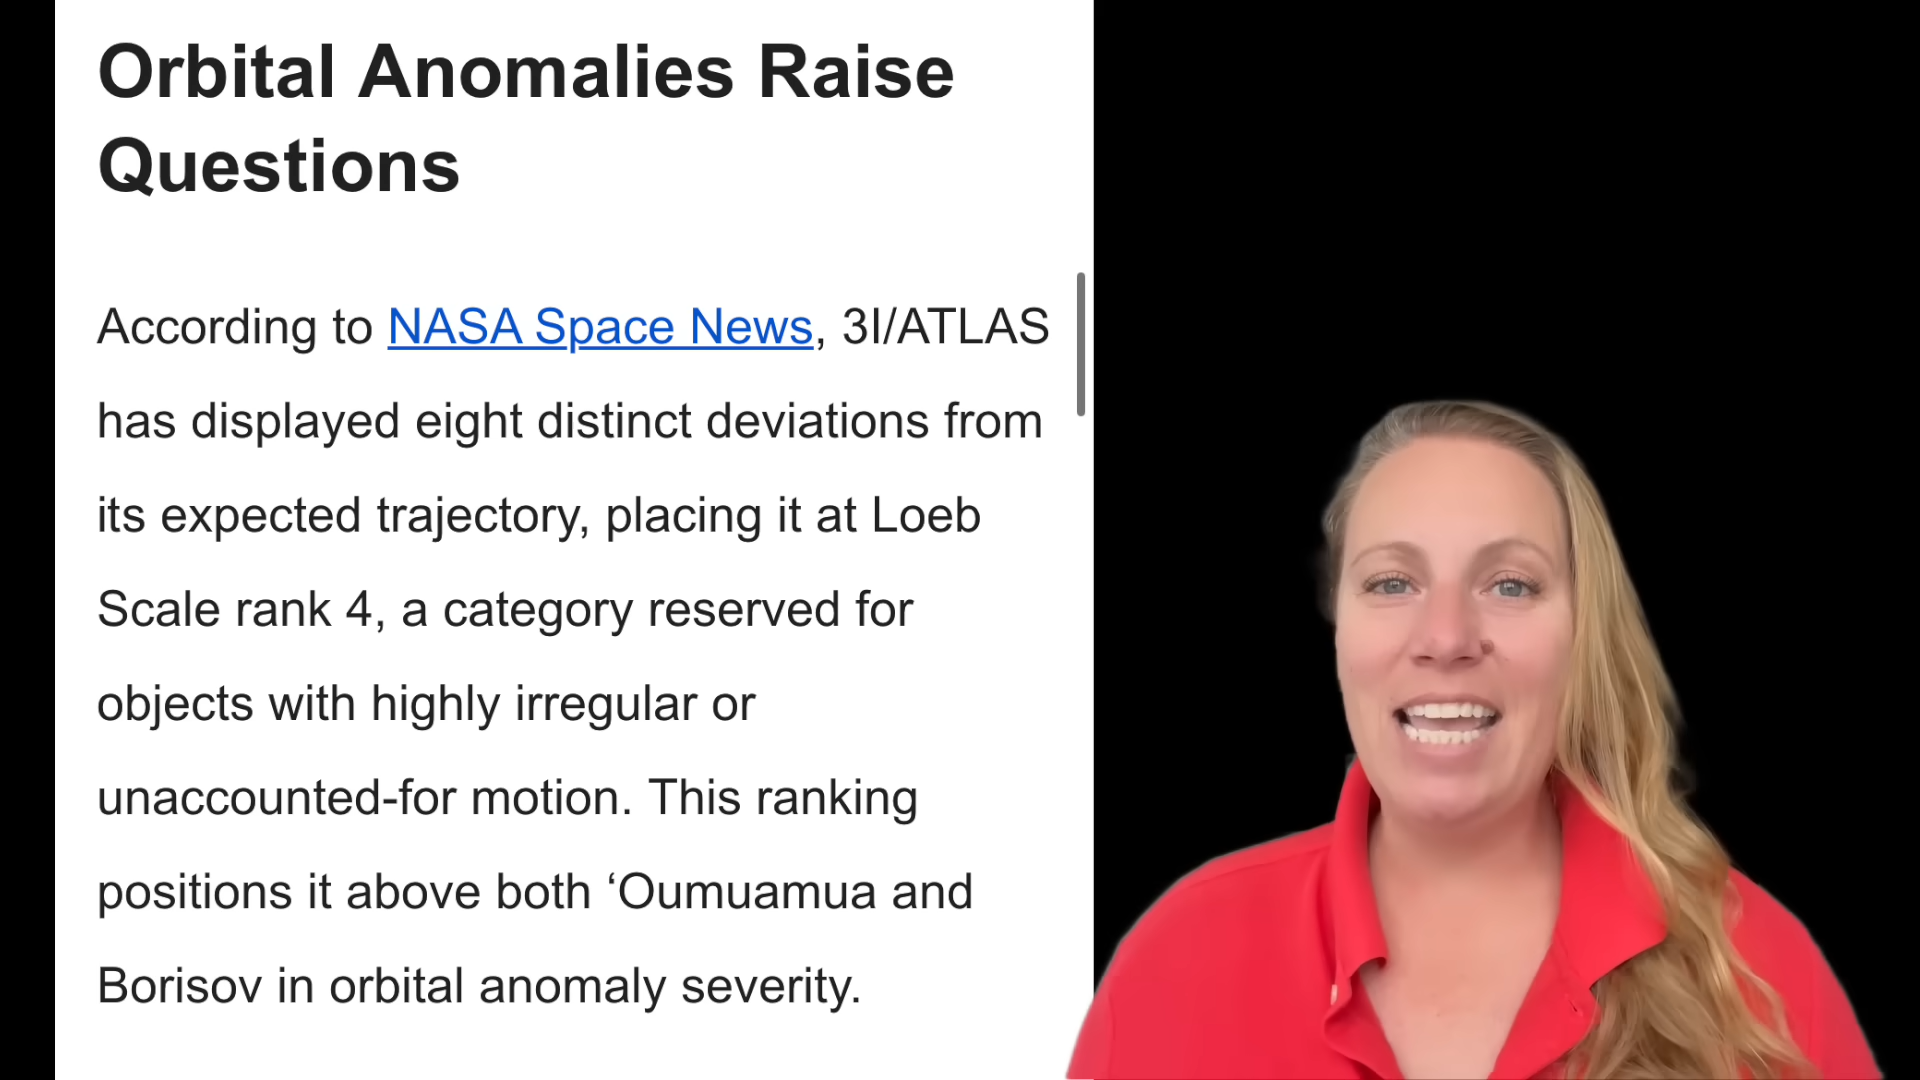 Orbital Anomalies Raise
Questions
According to NASA Space News, 3I/ATLAS
has displayed eight distinct deviations from
its expected trajectory, placing it at Loeb
Scale rank 4, a category reserved for
objects with highly irregular or
unaccounted-for motion. This ranking
positions it above both ‘Oumuamua and
Borisov in orbital anomaly severity.